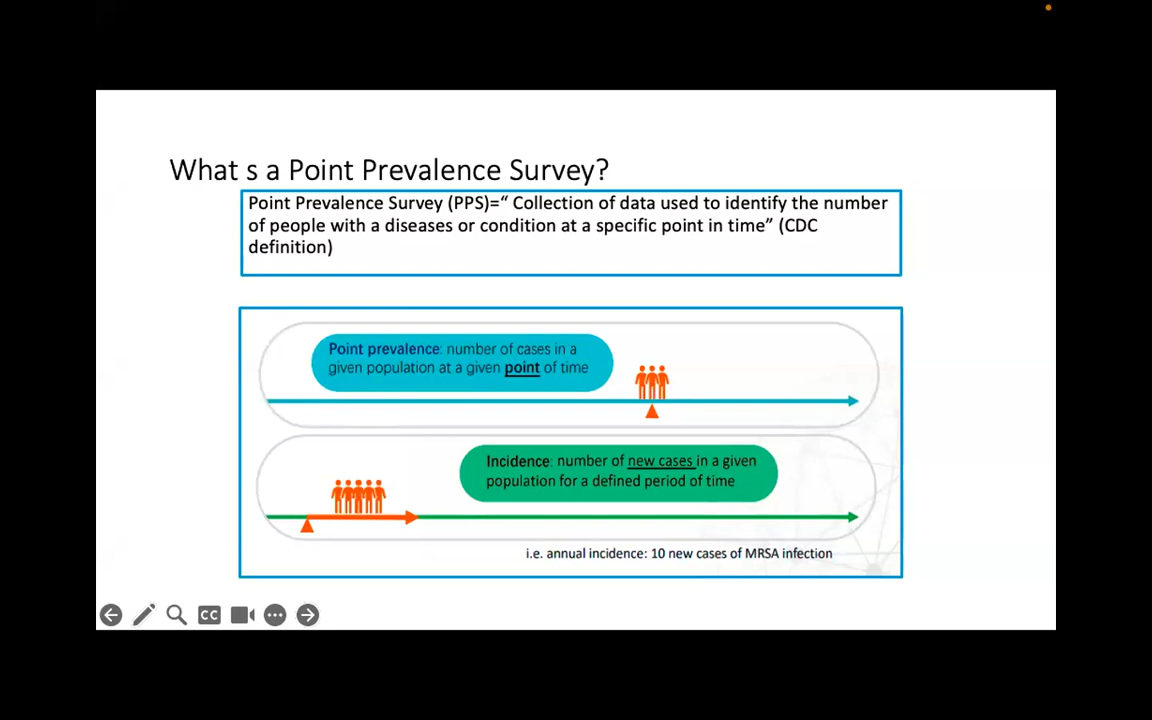 What s a Point Prevalence Survey?
Point Prevalence Survey (PPS)=“ Collection of data used to identify the number
of people with a diseases or condition at a specific point in time” (CDC
definition)
Point prevalence: number of cases in a
given population at a given point of time
Incidence: number of new cases in a given
population for a defined period of time
i.e. annual incidence: 10 new cases of MRSA infection
CC